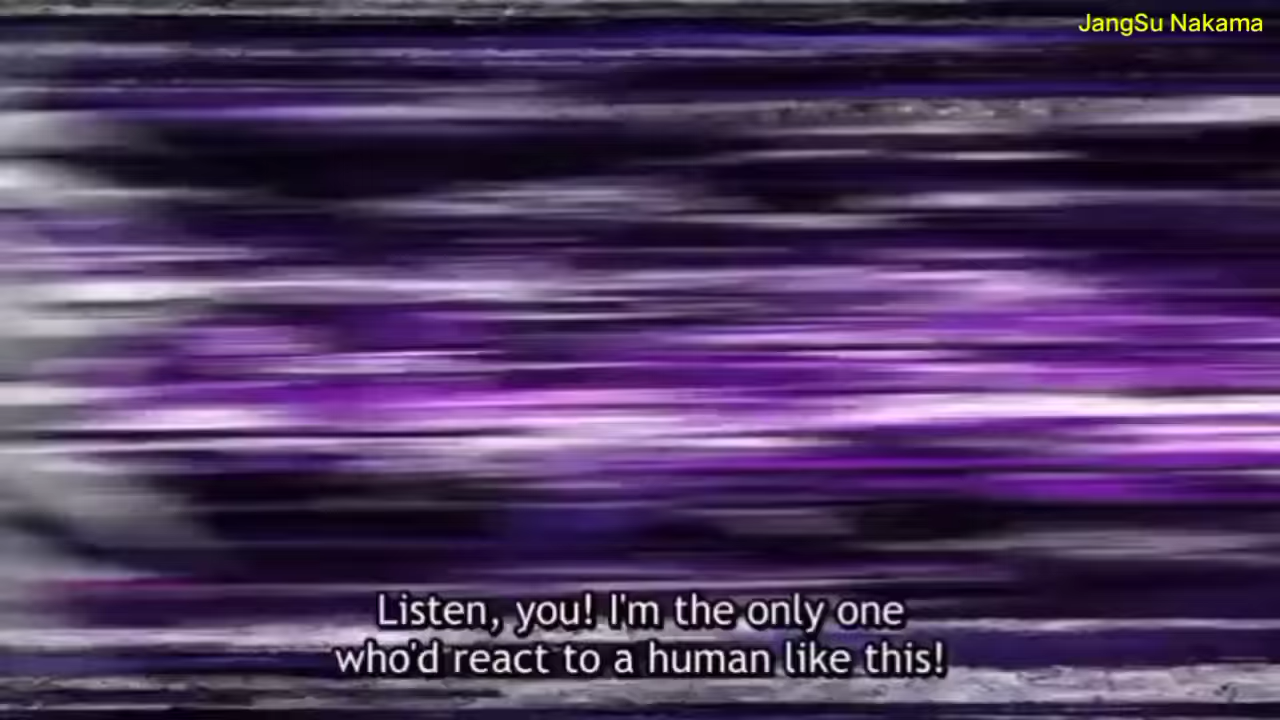 JangSu Nakama
Listen, you! I'm the only one
who'd react to a human like this!